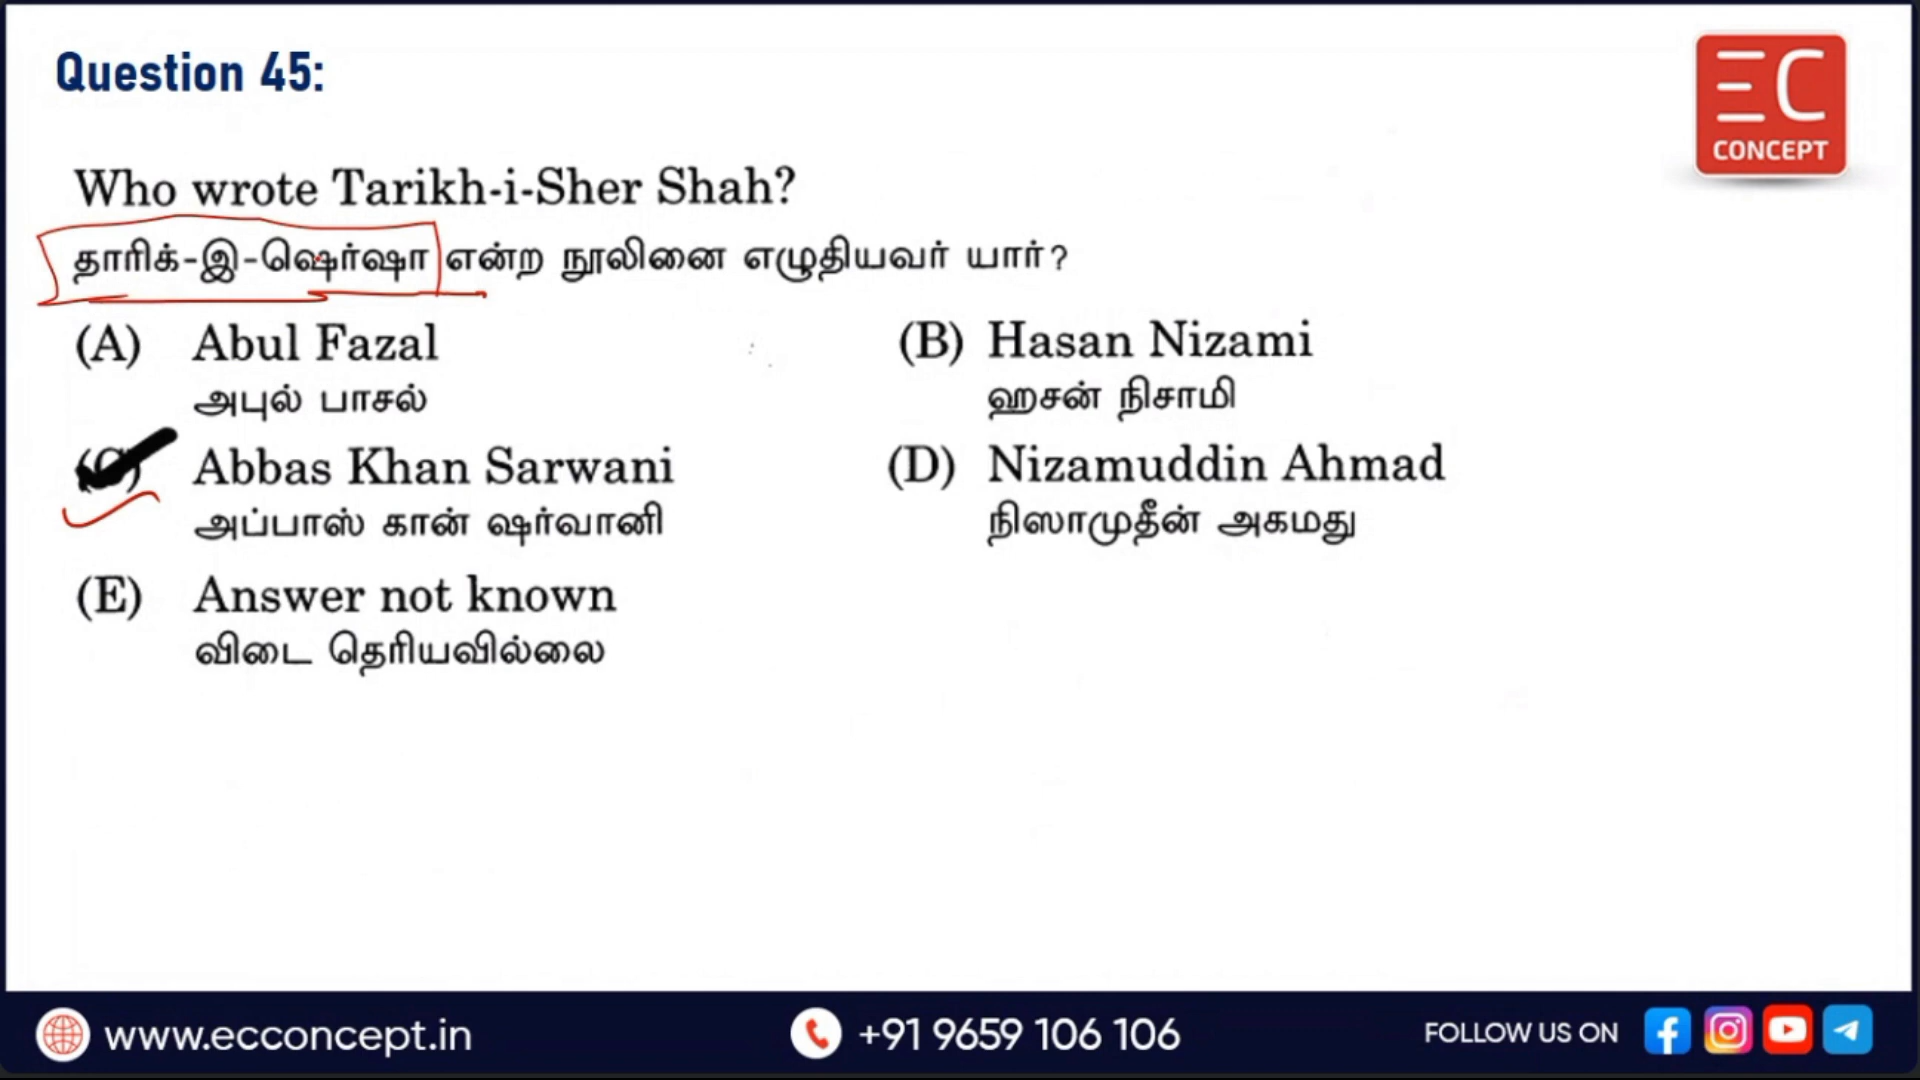 Question 45:
EC
CONCEPT
Who wrote Tarikh-i-Sher Shah?
தாரிக்-இ-ஷெர்ஷா என்ற நூலினை எழுதியவர் யார்?
(A) Abul Fazal
அபுல் பாசல்
(B) Hasan Nizami
ஹசன் நிசாமி
(C) Abbas Khan Sarwani
அப்பாஸ் கான் ஷர்வானி
(D) Nizamuddin Ahmad
நிஸாமுதீன் அகமது
(E) Answer not known
விடை தெரியவில்லை
www.ecconcept.in
+91 9659 106 106
FOLLOW US ON